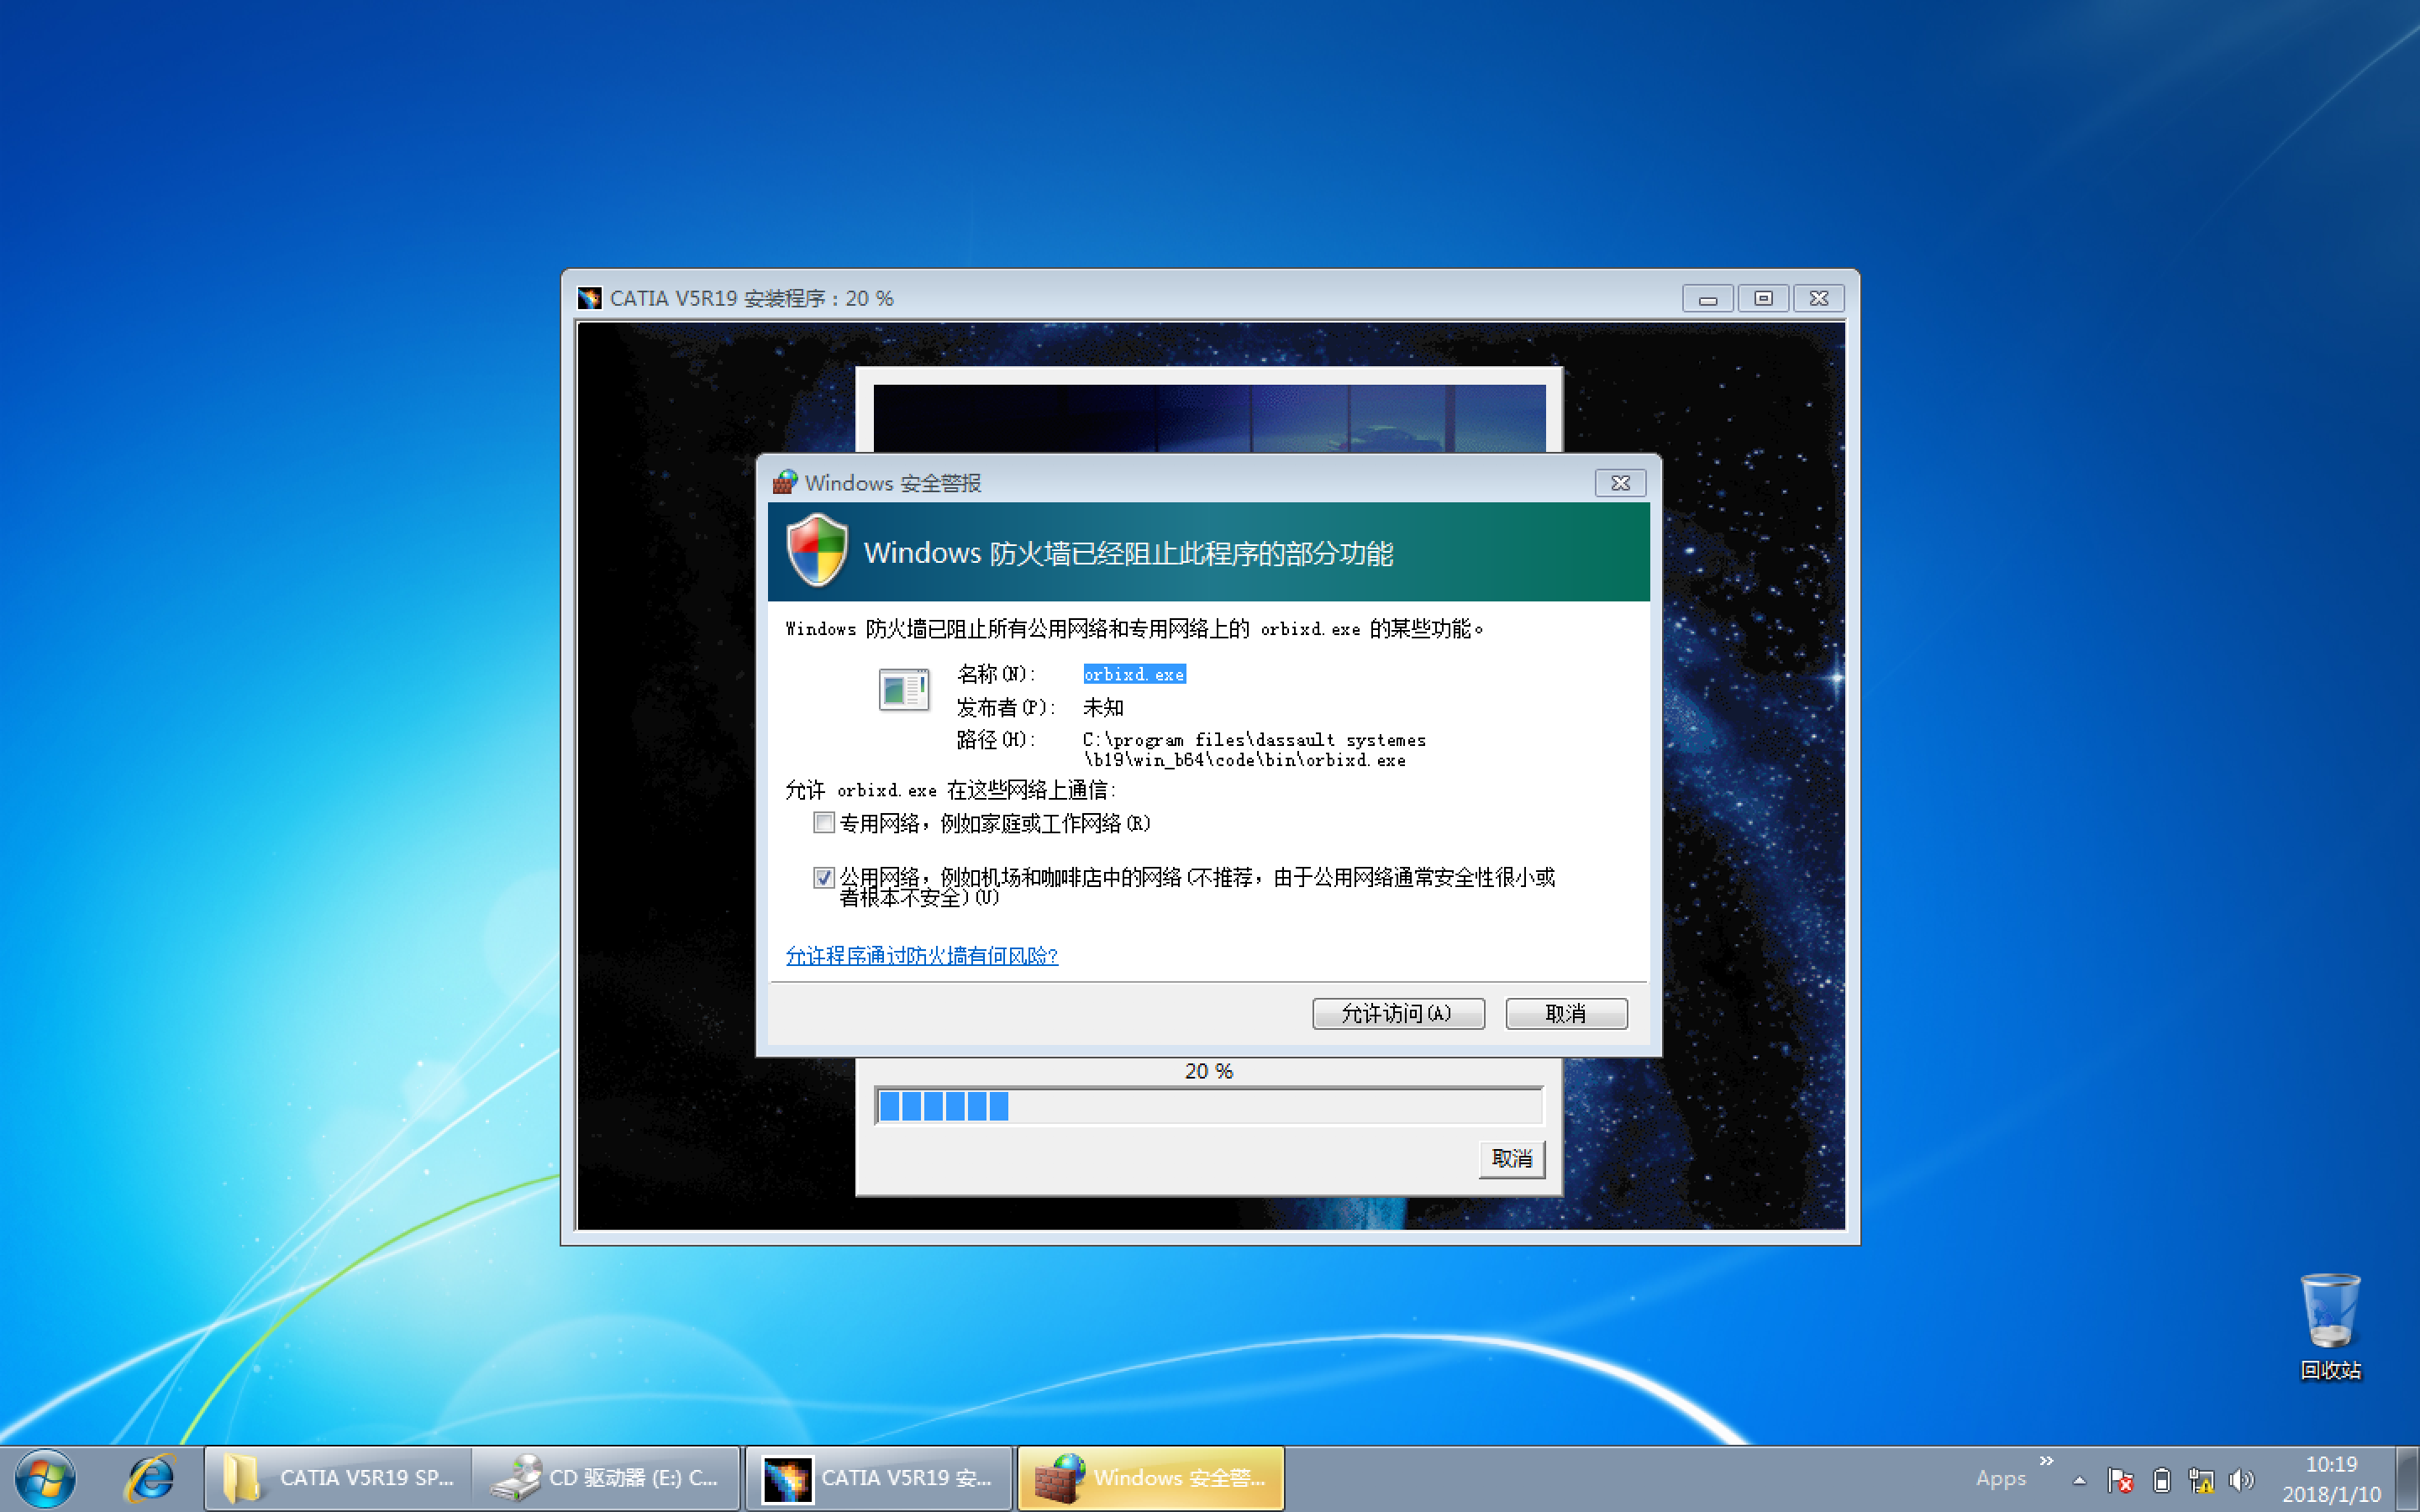 CATIA V5R19 安装程序 : 20 %
Windows 安全警报
Windows 防火墙已经阻止此程序的部分功能
Windows 防火墙已阻止所有公用网络和专用网络上的 orbixd.exe 的某些功能。
名称(N): orbixd.exe
发布者(P): 未知
路径(H): C:\program files\dassault systemes
\b19\win_b64\code\bin\orbixd.exe
允许 orbixd.exe 在这些网络上通信:
专用网络，例如家庭或工作网络(R)
公用网络，例如机场和咖啡店中的网络(不推荐，由于公用网络通常安全性很小或
者根本不安全)(U)
允许程序通过防火墙有何风险?
允许访问(A) 取消
20 %
取消
回收站
CATIA V5R19 SP... CD 驱动器 (E:) C... CATIA V5R19 安... Windows 安全警... Apps » 10:19
2018/1/10